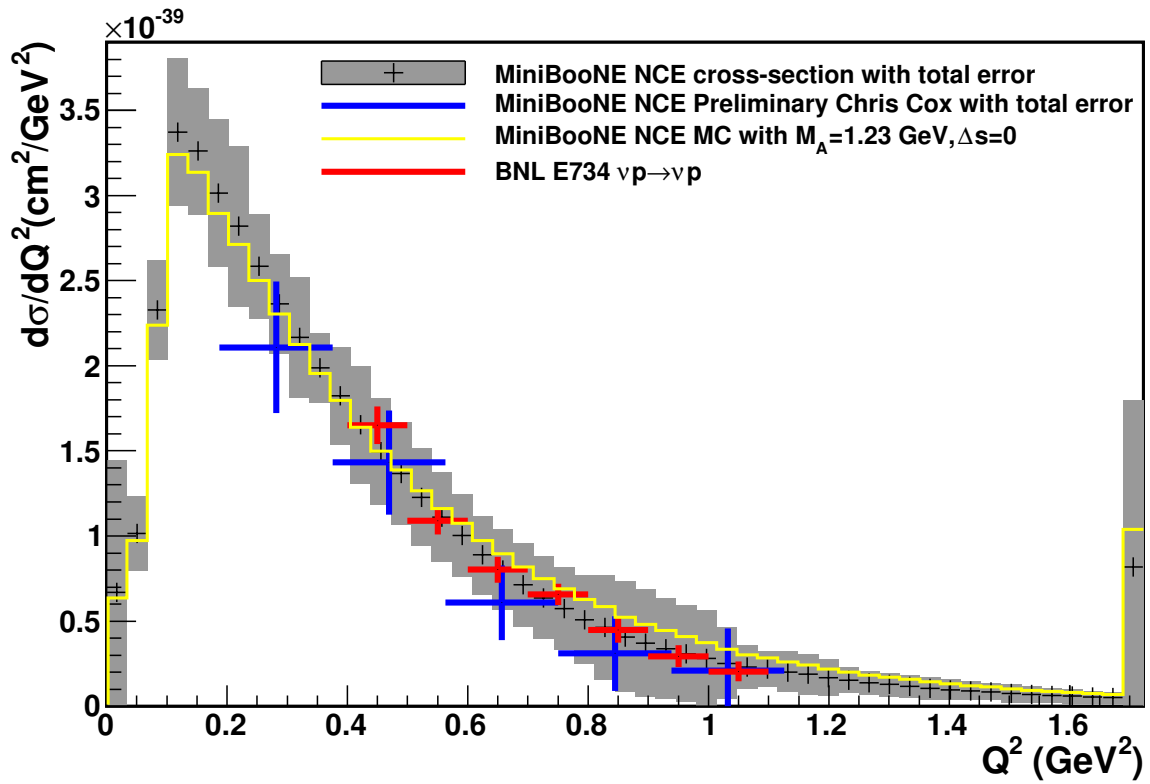 ×10⁻³⁹
dσ/dQ²(cm²/GeV²)
MiniBooNE NCE cross-section with total error
MiniBooNE NCE Preliminary Chris Cox with total error
MiniBooNE NCE MC with M_A=1.23 GeV,Δs=0
BNL E734 νp→νp
3.5
3
2.5
2
1.5
1
0.5
0
0 0.2 0.4 0.6 0.8 1 1.2 1.4 1.6
Q² (GeV²)